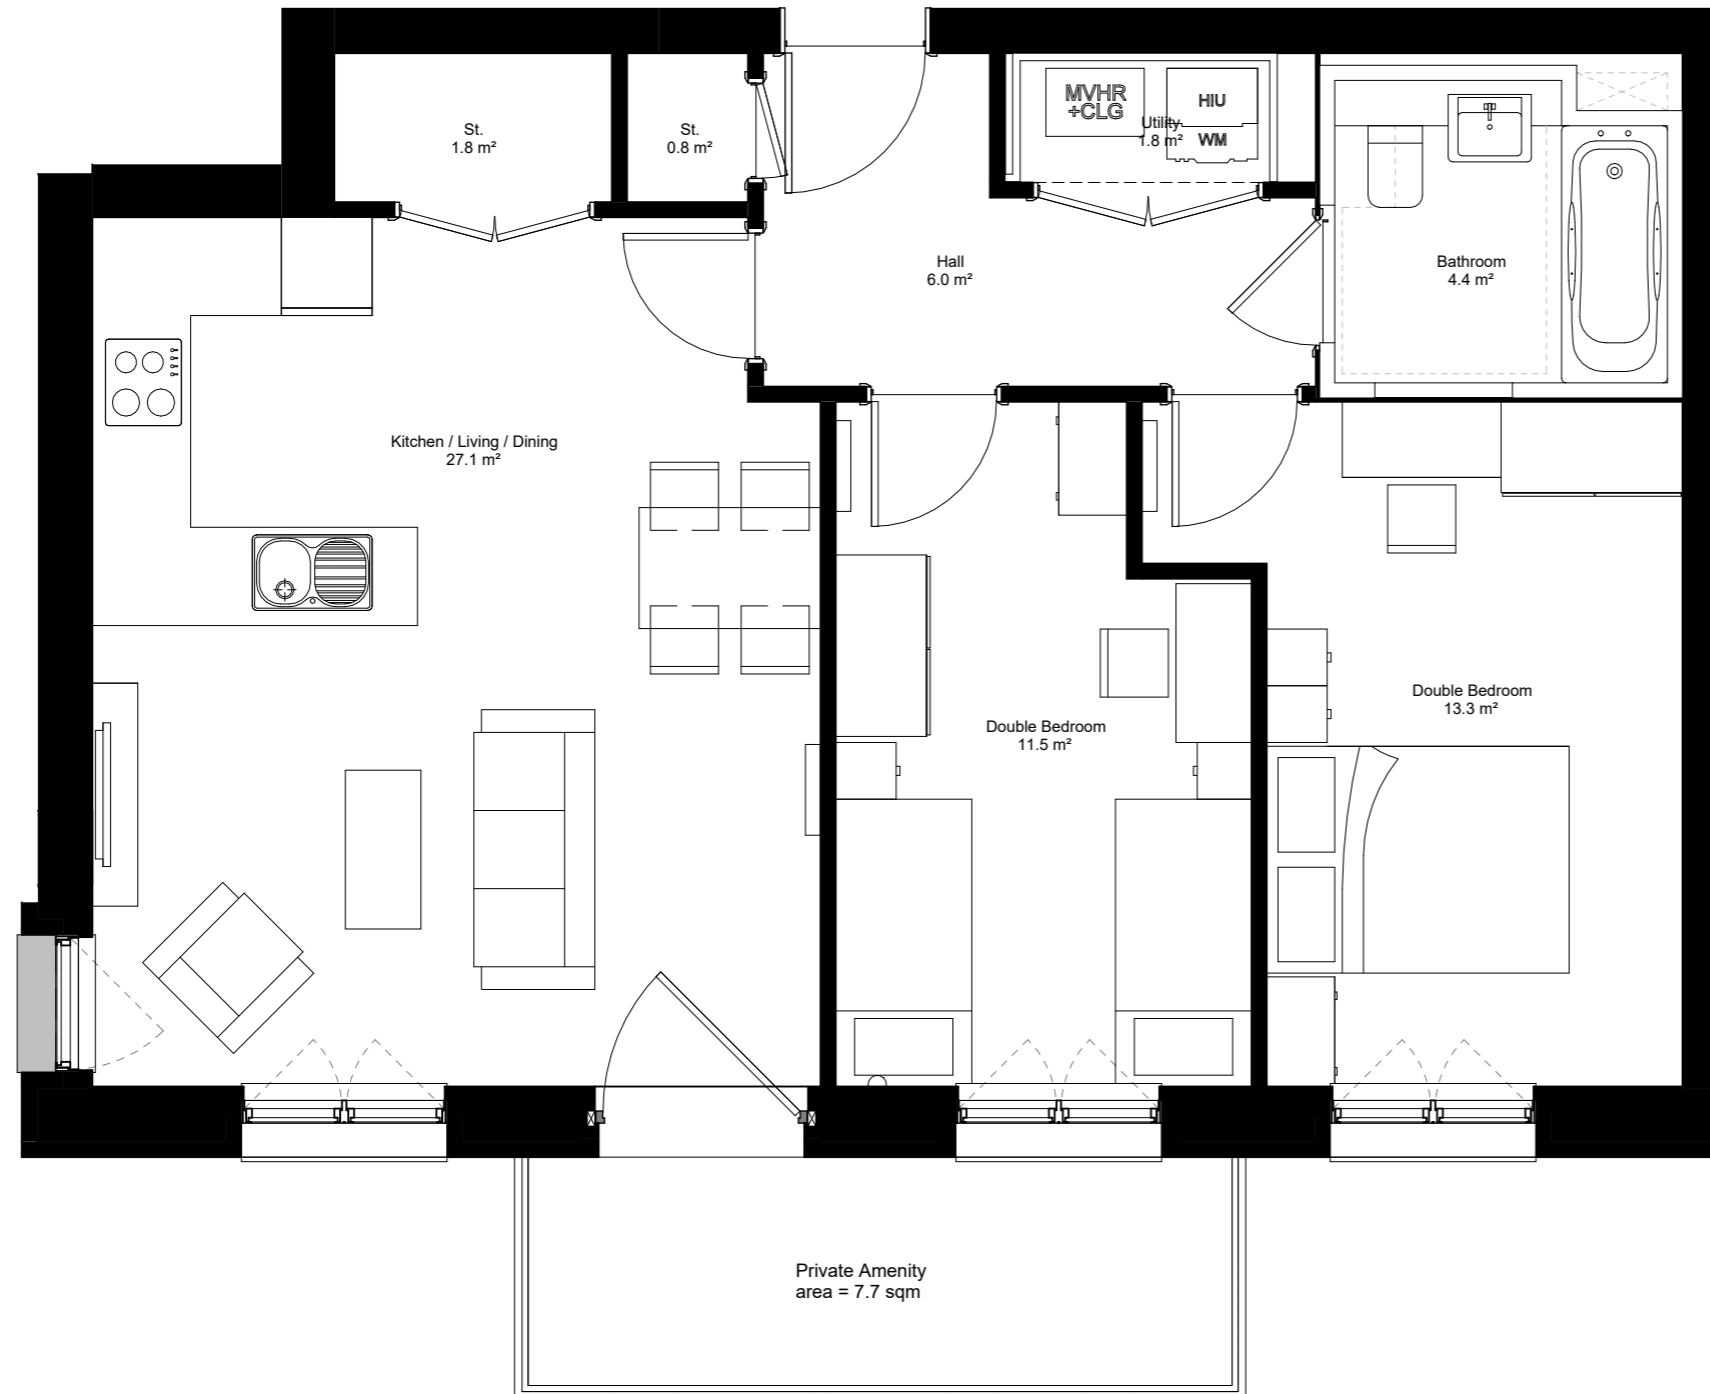 St.
1.8 m²
St.
0.8 m²
MVHR
+CLG
HIU
Utility
1.8 m²
WM
Hall
6.0 m²
Bathroom
4.4 m²
Kitchen / Living / Dining
27.1 m²
Double Bedroom
11.5 m²
Double Bedroom
13.3 m²
Private Amenity
area = 7.7 sqm